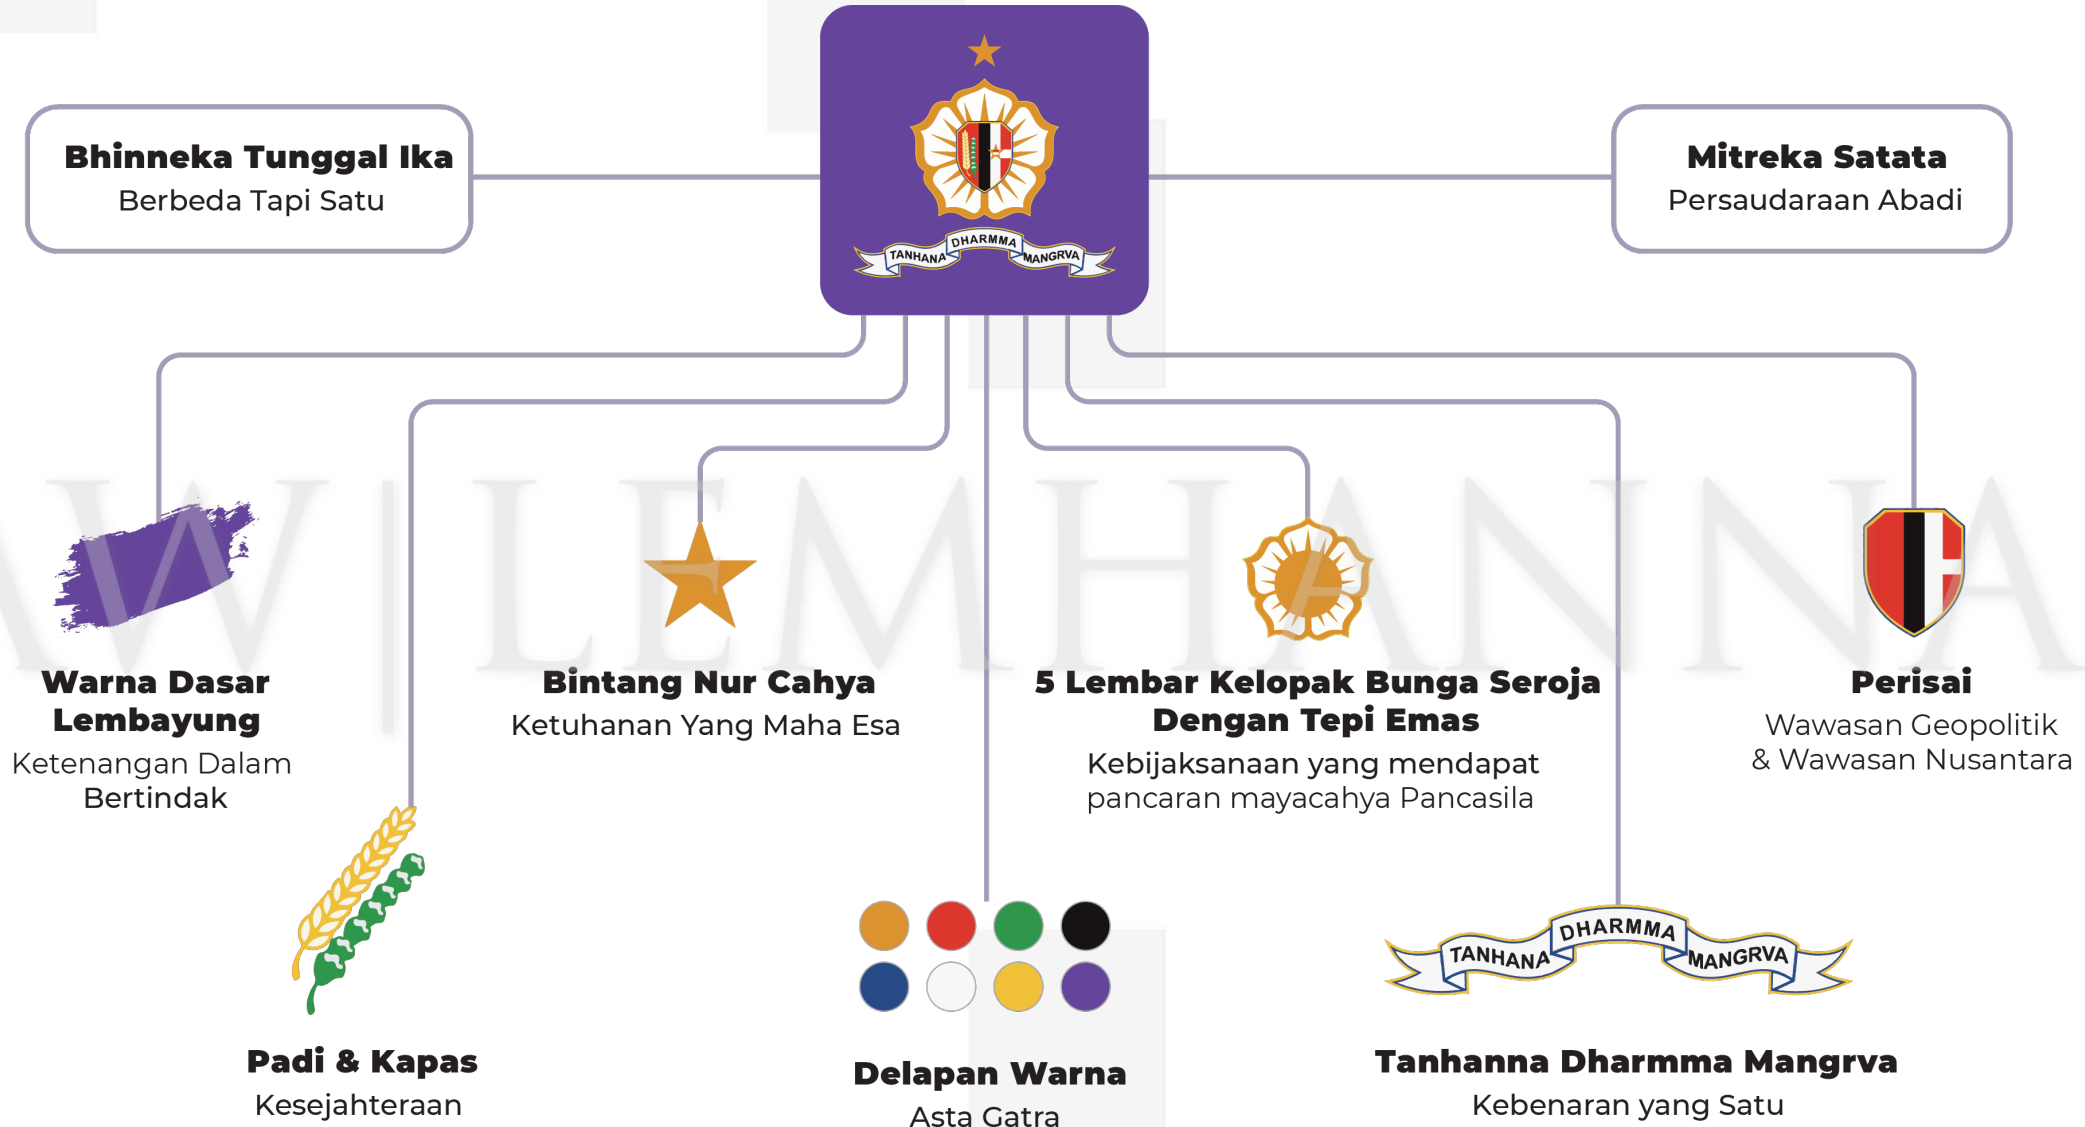 TANHANA DHARMMA MANGRVA
Bhinneka Tunggal Ika
Berbeda Tapi Satu
Mitreka Satata
Persaudaraan Abadi
LEMHANNA
Warna Dasar
Lembayung
Ketenangan Dalam
Bertindak
Bintang Nur Cahya
Ketuhanan Yang Maha Esa
5 Lembar Kelopak Bunga Seroja
Dengan Tepi Emas
Kebijaksanaan yang mendapat
pancaran mayacahya Pancasila
Perisai
Wawasan Geopolitik
& Wawasan Nusantara
Padi & Kapas
Kesejahteraan
Delapan Warna
Asta Gatra
TANHANA DHARMMA MANGRVA
Tanhanna Dharmma Mangrva
Kebenaran yang Satu